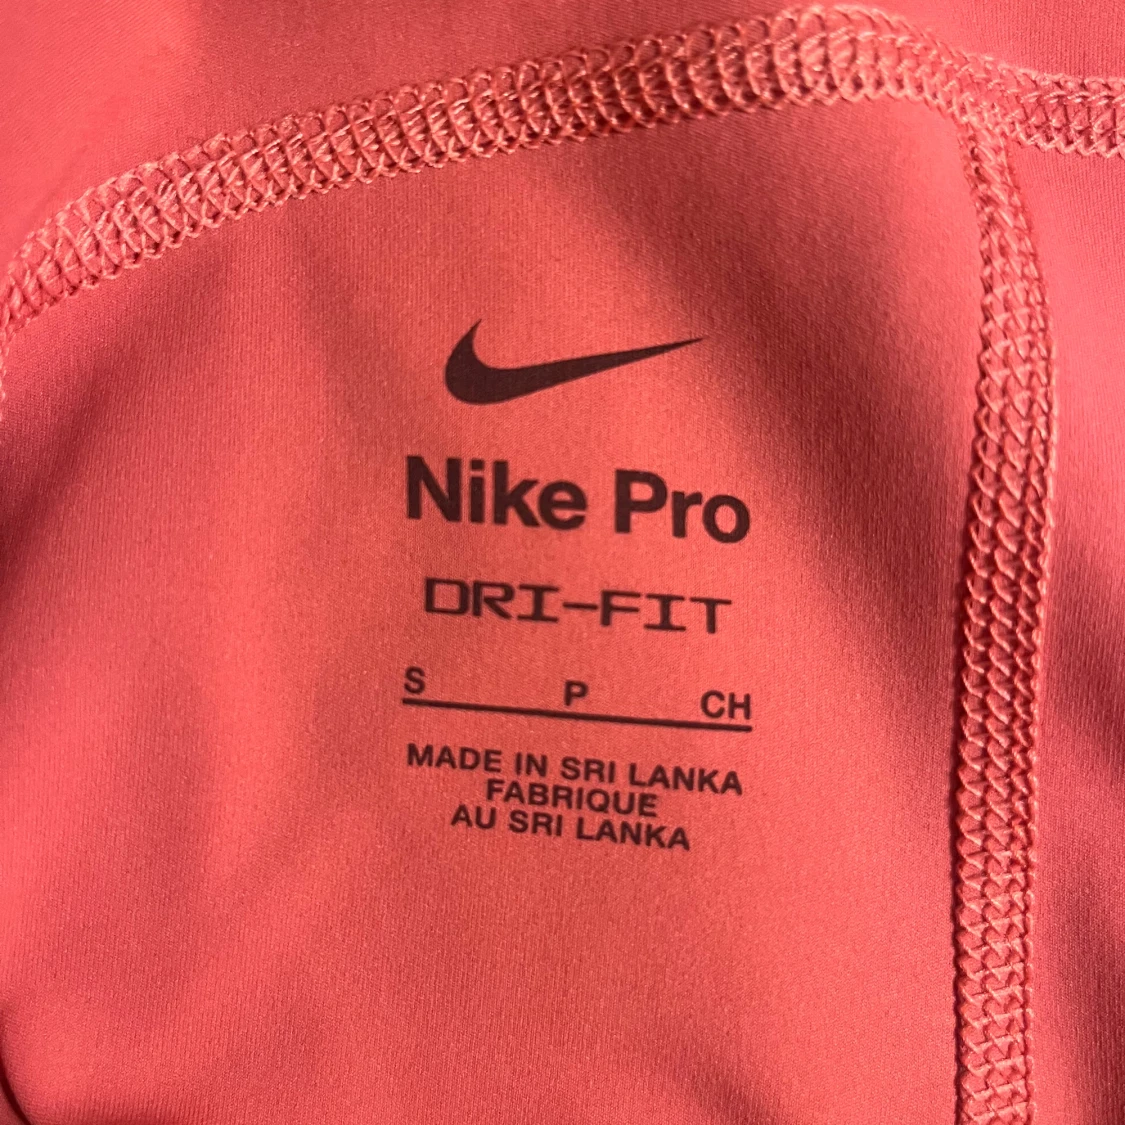 Nike Pro
DRI-FIT
S P CH
MADE IN SRI LANKA
FABRIQUE
AU SRI LANKA